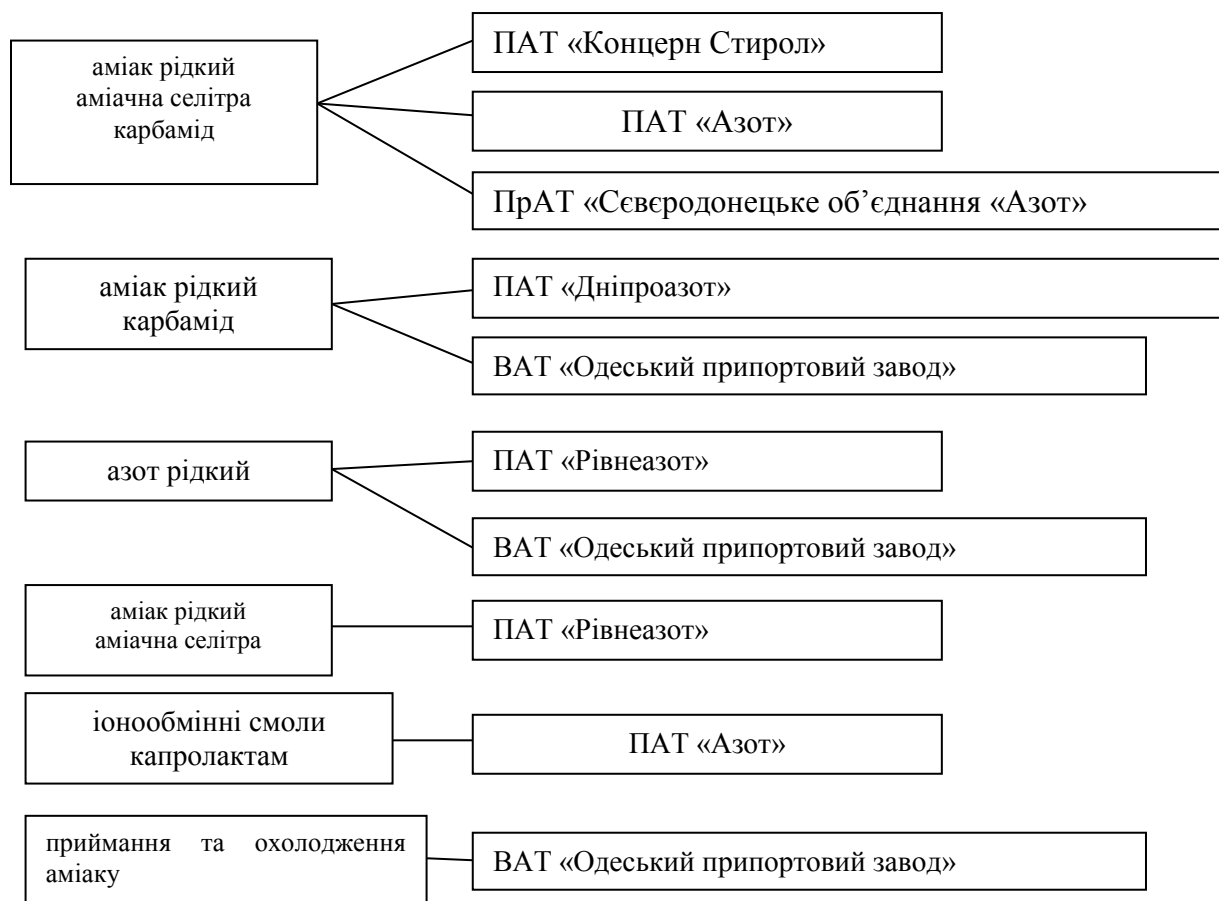 аміак рідкий
аміачна селітра
карбамід
ПАТ «Концерн Стирол»
ПАТ «Азот»
ПрАТ «Сєвєродонецьке об’єднання «Азот»
аміак рідкий
карбамід
ПАТ «Дніпроазот»
ВАТ «Одеський припортовий завод»
азот рідкий
ПАТ «Рівнеазот»
ВАТ «Одеський припортовий завод»
аміак рідкий
аміачна селітра
ПАТ «Рівнеазот»
іонообмінні смоли
капролактам
ПАТ «Азот»
приймання та охолодження
аміаку
ВАТ «Одеський припортовий завод»